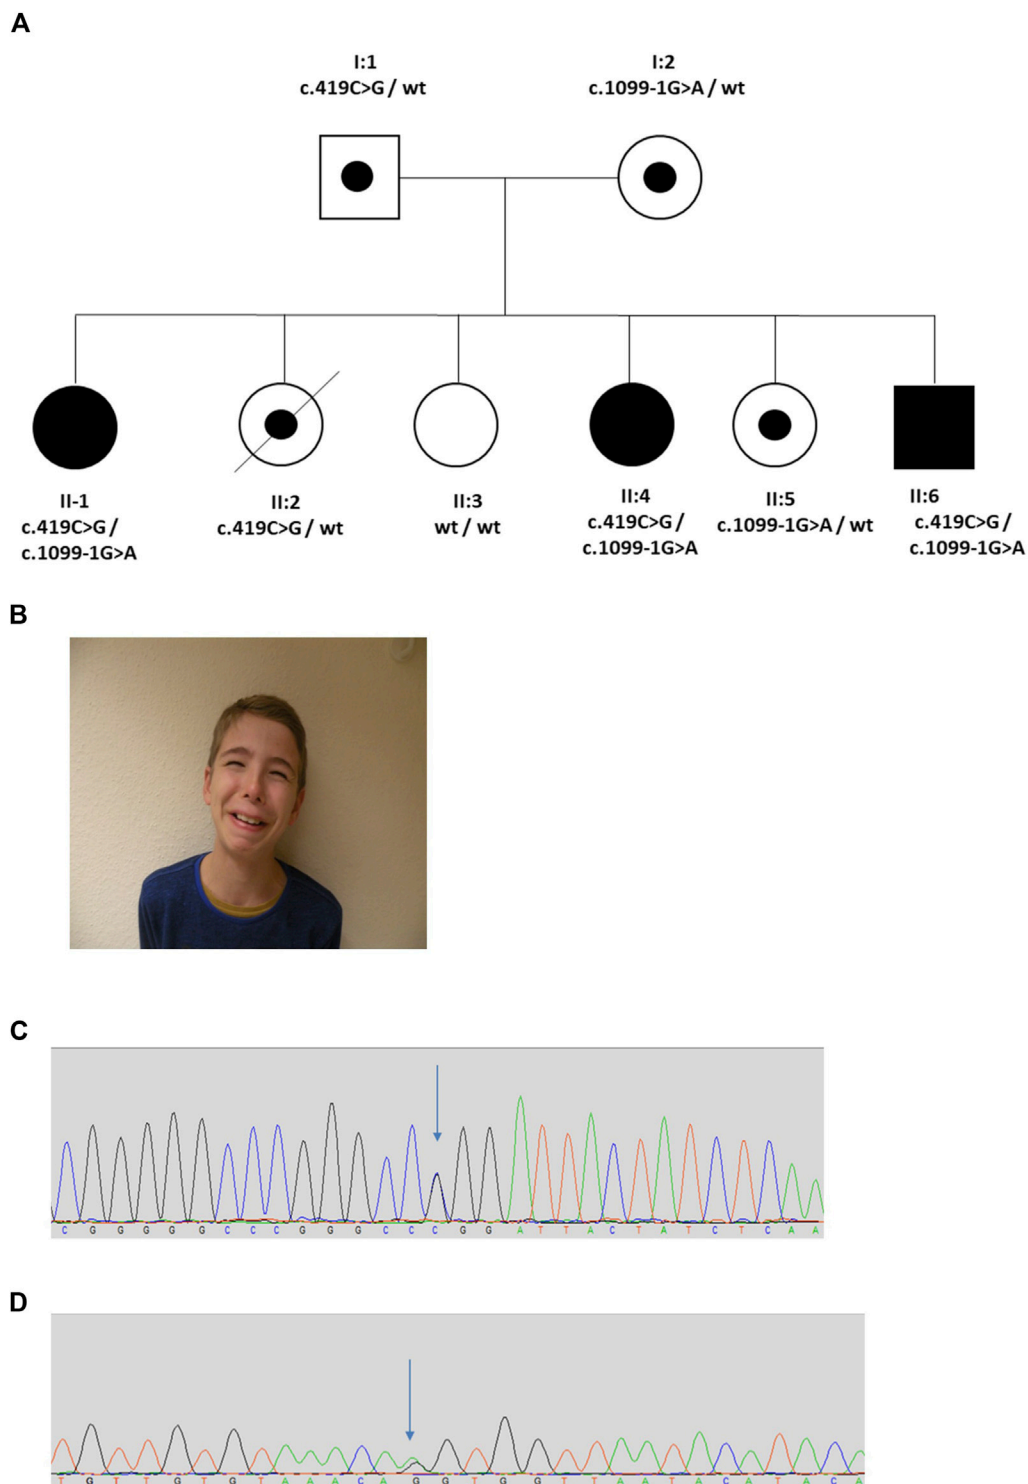 A
I:1
c.419C>G / wt
I:2
c.1099-1G>A / wt
II-1
c.419C>G /
c.1099-1G>A
II:2
c.419C>G / wt
II:3
wt / wt
II:4
c.419C>G /
c.1099-1G>A
II:5
c.1099-1G>A / wt
II:6
c.419C>G /
c.1099-1G>A
B
C
C G G G G G C C C G G G C C C G G A T T A C T A T C T C A A
D
T G T T G T G T A A A C A G G T G G T T A A T A C A T A C A